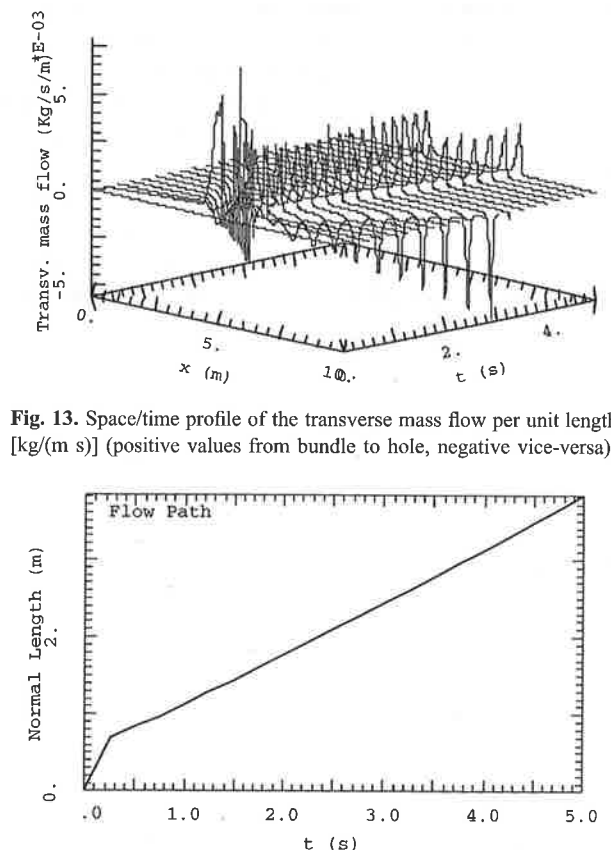 Transv. mass flow (Kg/s/m)*E-03
5.
0.
-5.
0.
5.
10.
x (m)
0.
2.
4.
t (s)
Fig. 13. Space/time profile of the transverse mass flow per unit length
[kg/(m s)] (positive values from bundle to hole, negative vice-versa)
Flow Path
Normal Length (m)
2.
0.
.0 1.0 2.0 3.0 4.0 5.0
t (s)